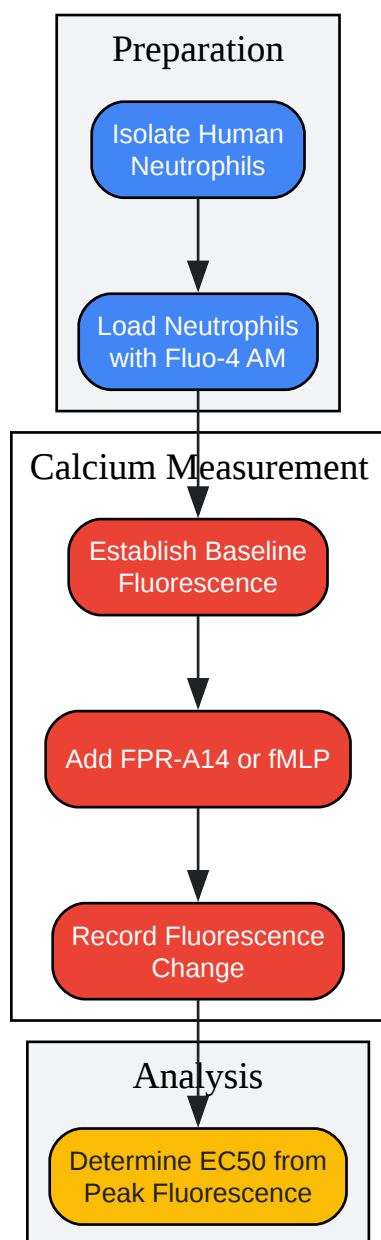 Preparation
Isolate Human
Neutrophils
Load Neutrophils
with Fluo-4 AM
Calcium Measurement
Establish Baseline
Fluorescence
Add FPR-A14 or fMLP
Record Fluorescence
Change
Analysis
Determine EC50 from
Peak Fluorescence